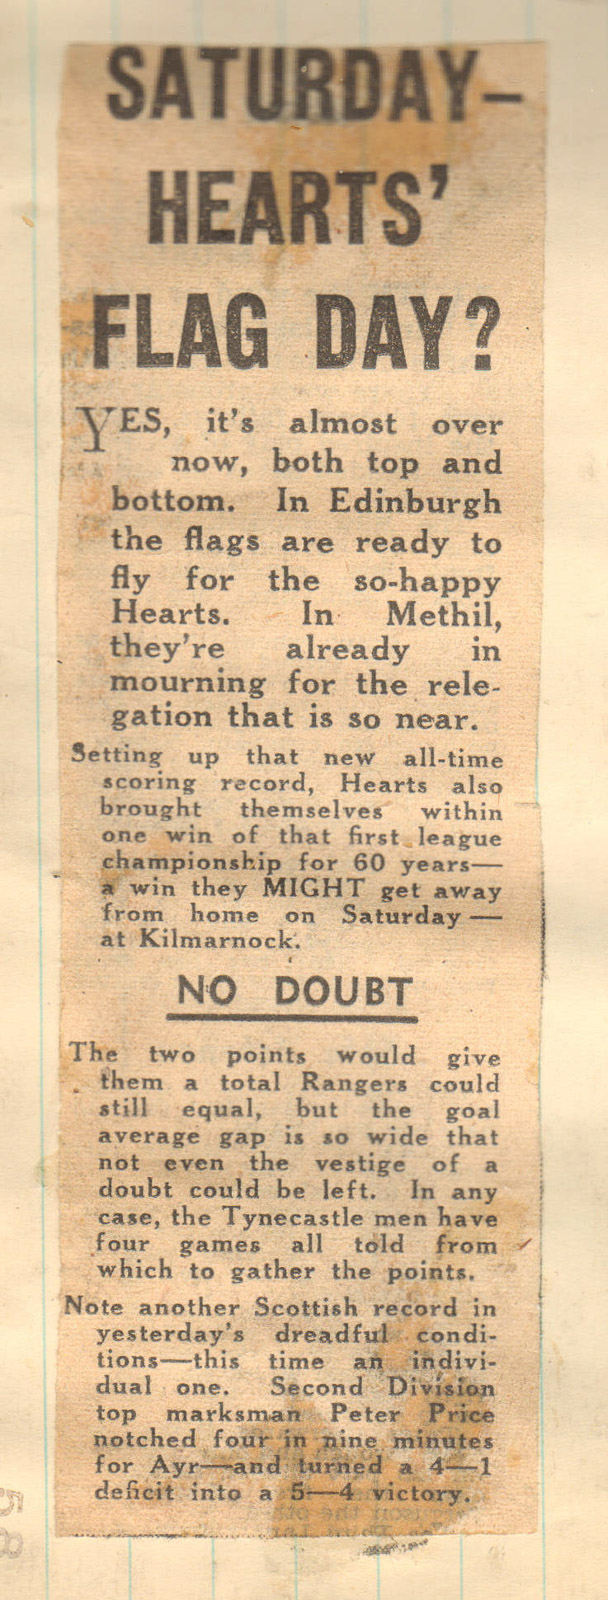 SATURDAY—
HEARTS'
FLAG DAY?
YES, it's almost over
now, both top and
bottom. In Edinburgh
the flags are ready to
fly for the so-happy
Hearts. In Methil,
they're already in
mourning for the rele-
gation that is so near.
Setting up that new all-time
scoring record, Hearts also
brought themselves within
one win of that first league
championship for 60 years—
a win they MIGHT get away
from home on Saturday—
at Kilmarnock.
NO DOUBT
The two points would give
them a total Rangers could
still equal, but the goal
average gap is so wide that
not even the vestige of a
doubt could be left. In any
case, the Tynecastle men have
four games all told from
which to gather the points.
Note another Scottish record in
yesterday's dreadful condi-
tions—this time an indivi-
dual one. Second Division
top marksman Peter Price
notched four in nine minutes
for Ayr—and turned a 4—1
deficit into a 5—4 victory.
58